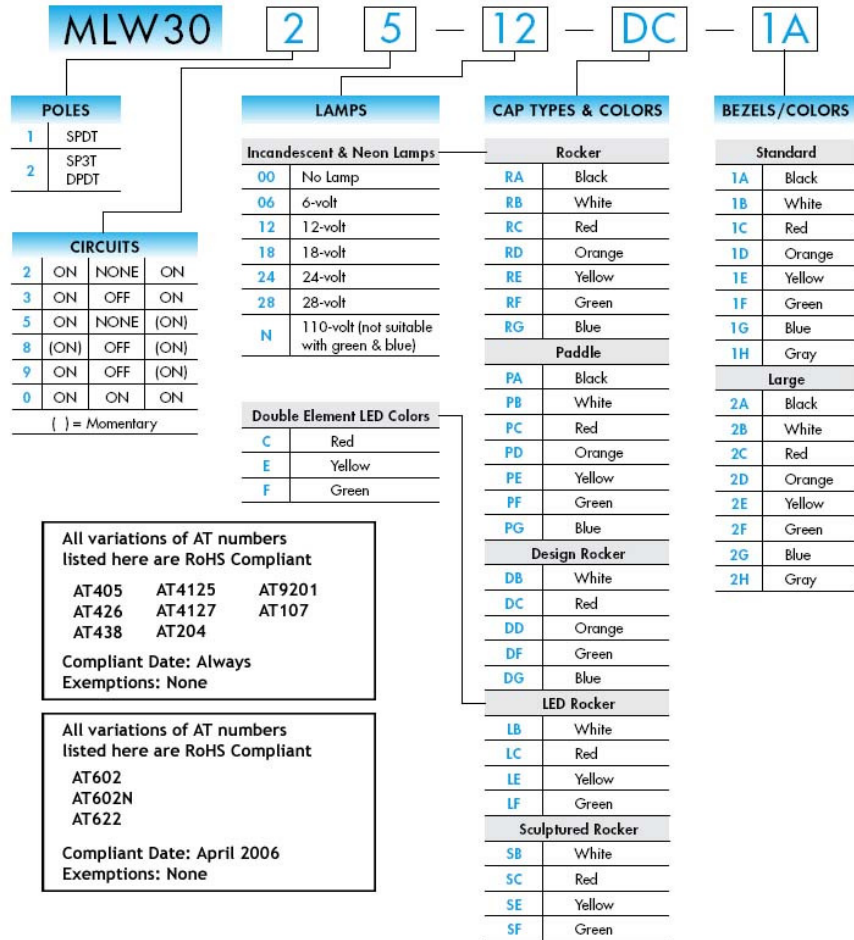 MLW30 2 5 — 12 — DC — 1A
POLES
1 SPDT
2 SP3T
DPDT
CIRCUITS
2 ON NONE ON
3 ON OFF ON
5 ON NONE (ON)
8 (ON) OFF (ON)
9 ON OFF (ON)
0 ON ON ON
( ) = Momentary
LAMPS
Incandescent & Neon Lamps
00 No Lamp
06 6-volt
12 12-volt
18 18-volt
24 24-volt
28 28-volt
N 110-volt (not suitable
with green & blue)
Double Element LED Colors
C Red
E Yellow
F Green
CAP TYPES & COLORS
Rocker
RA Black
RB White
RC Red
RD Orange
RE Yellow
RF Green
RG Blue
Paddle
PA Black
PB White
PC Red
PD Orange
PE Yellow
PF Green
PG Blue
Design Rocker
DB White
DC Red
DD Orange
DF Green
DG Blue
LED Rocker
LB White
LC Red
LE Yellow
LF Green
Sculptured Rocker
SB White
SC Red
SE Yellow
SF Green
BEZELS/COLORS
Standard
1A Black
1B White
1C Red
1D Orange
1E Yellow
1F Green
1G Blue
1H Gray
Large
2A Black
2B White
2C Red
2D Orange
2E Yellow
2F Green
2G Blue
2H Gray
All variations of AT numbers
listed here are RoHS Compliant
AT405 AT4125 AT9201
AT426 AT4127 AT107
AT438 AT204
Compliant Date: Always
Exemptions: None
All variations of AT numbers
listed here are RoHS Compliant
AT602
AT602N
AT622
Compliant Date: April 2006
Exemptions: None